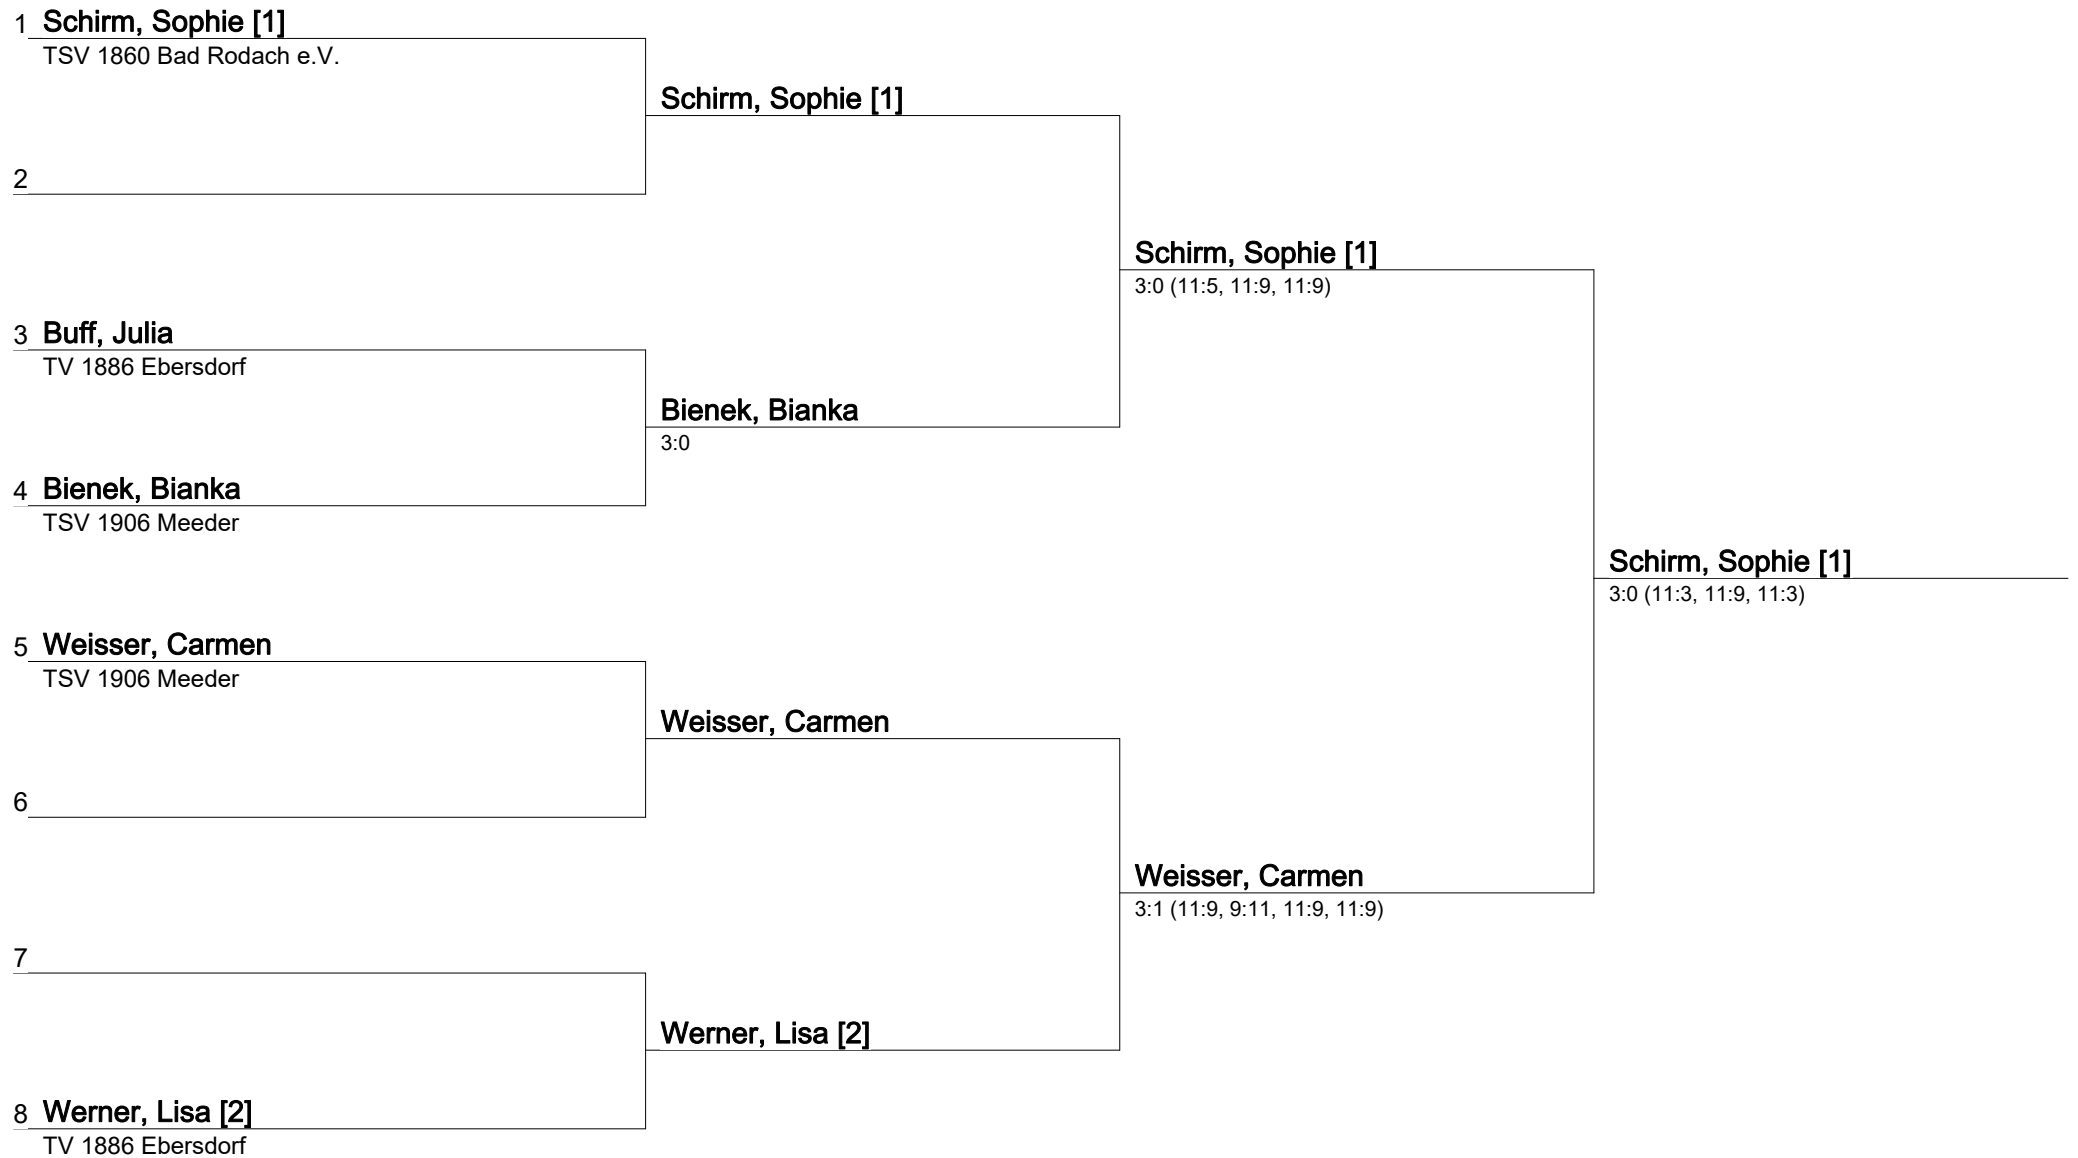 1 Schirm, Sophie [1]
TSV 1860 Bad Rodach e.V.
Schirm, Sophie [1]
2
Schirm, Sophie [1]
3:0 (11:5, 11:9, 11:9)
3 Buff, Julia
TV 1886 Ebersdorf
Bienek, Bianka
3:0
4 Bienek, Bianka
TSV 1906 Meeder
Schirm, Sophie [1]
3:0 (11:3, 11:9, 11:3)
5 Weisser, Carmen
TSV 1906 Meeder
Weisser, Carmen
6
Weisser, Carmen
3:1 (11:9, 9:11, 11:9, 11:9)
7
Werner, Lisa [2]
8 Werner, Lisa [2]
TV 1886 Ebersdorf